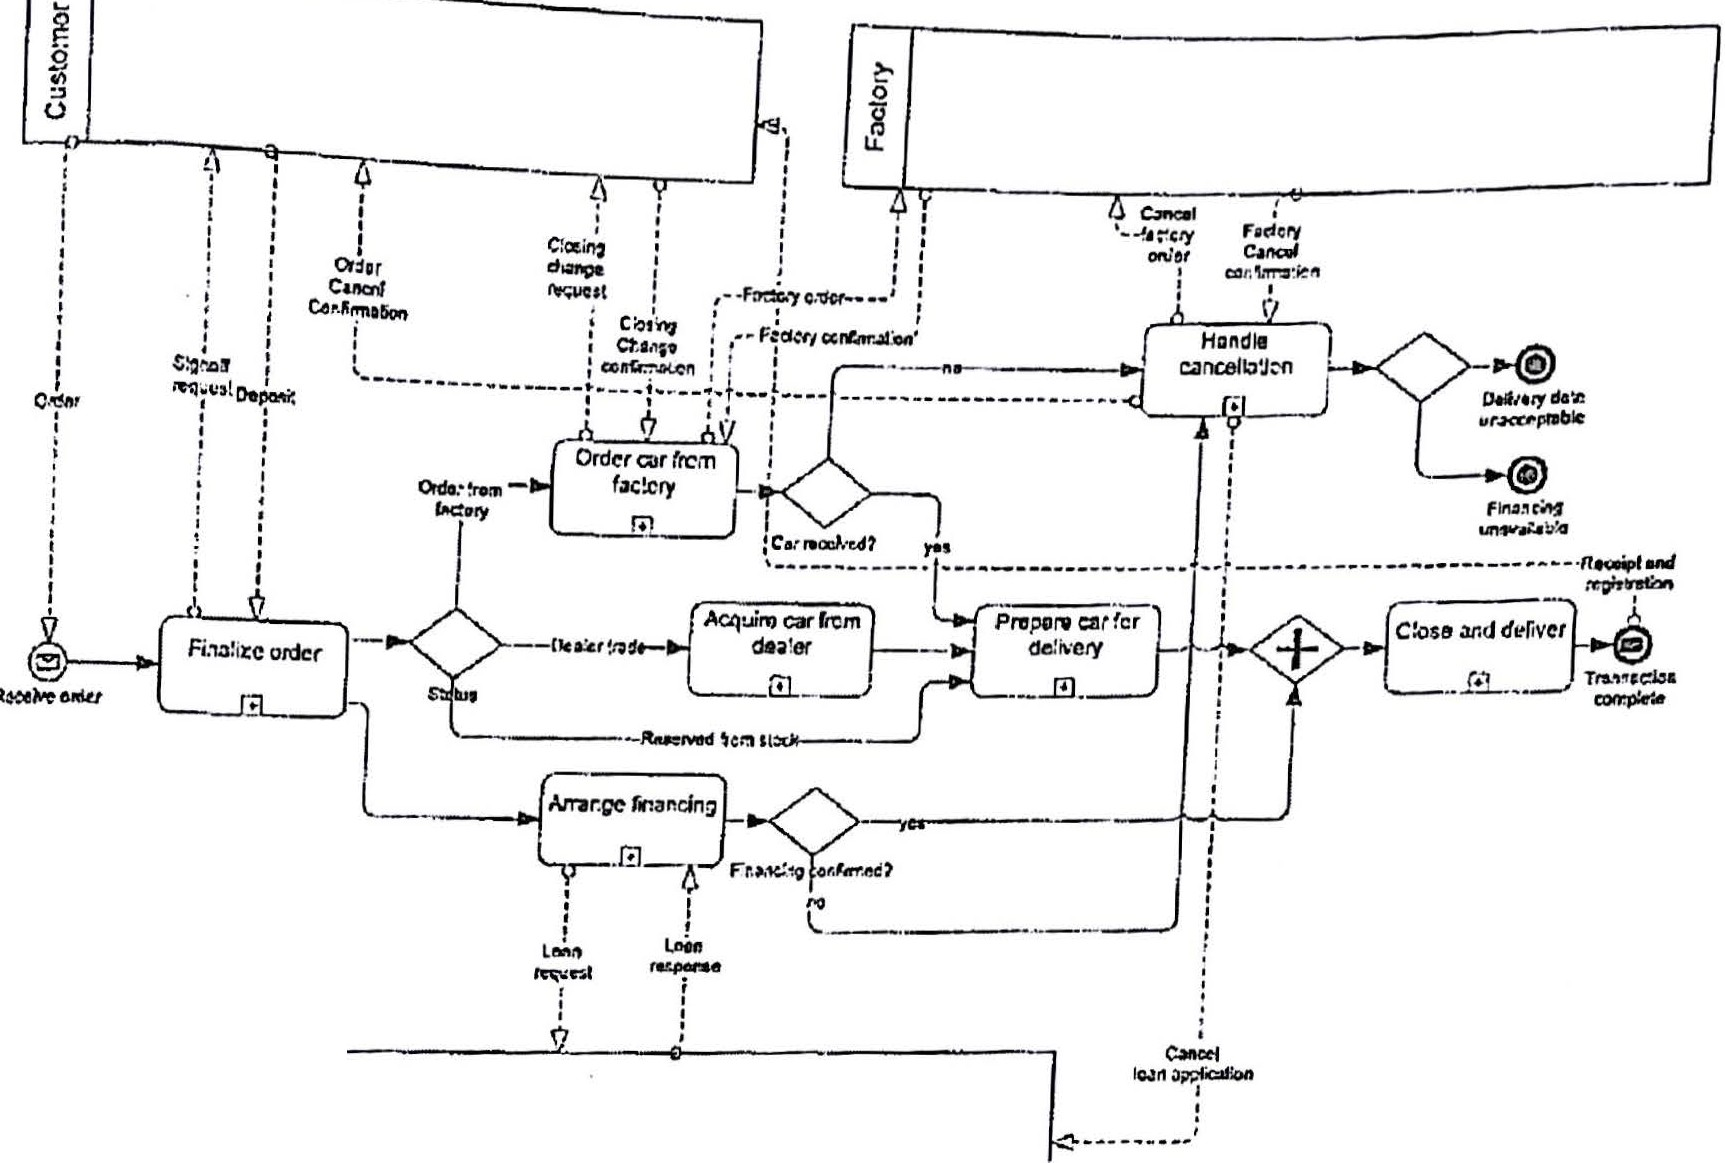 Customer
Factory
Cancel
factory
order
Factory
Cancel
confirmation
Closing
change
request
Order
Cancel
Confirmation
Factory order
Closing
Change
confirmation
Factory confirmation
Handle
cancellation
no
Signoff
request
Deposit
Order
Delivery date
unacceptable
Order car from
factory
Order from
factory
Financing
unavailable
Car received?
yes
Receipt and
registration
Finalize order
Acquire car from
dealer
Prepare car for
delivery
Close and deliver
Dealer trade
Receive order
Status
Transaction
complete
Reserved from stock
Arrange financing
yes
Financing confirmed?
no
Loan
request
Loan
response
Cancel
loan application